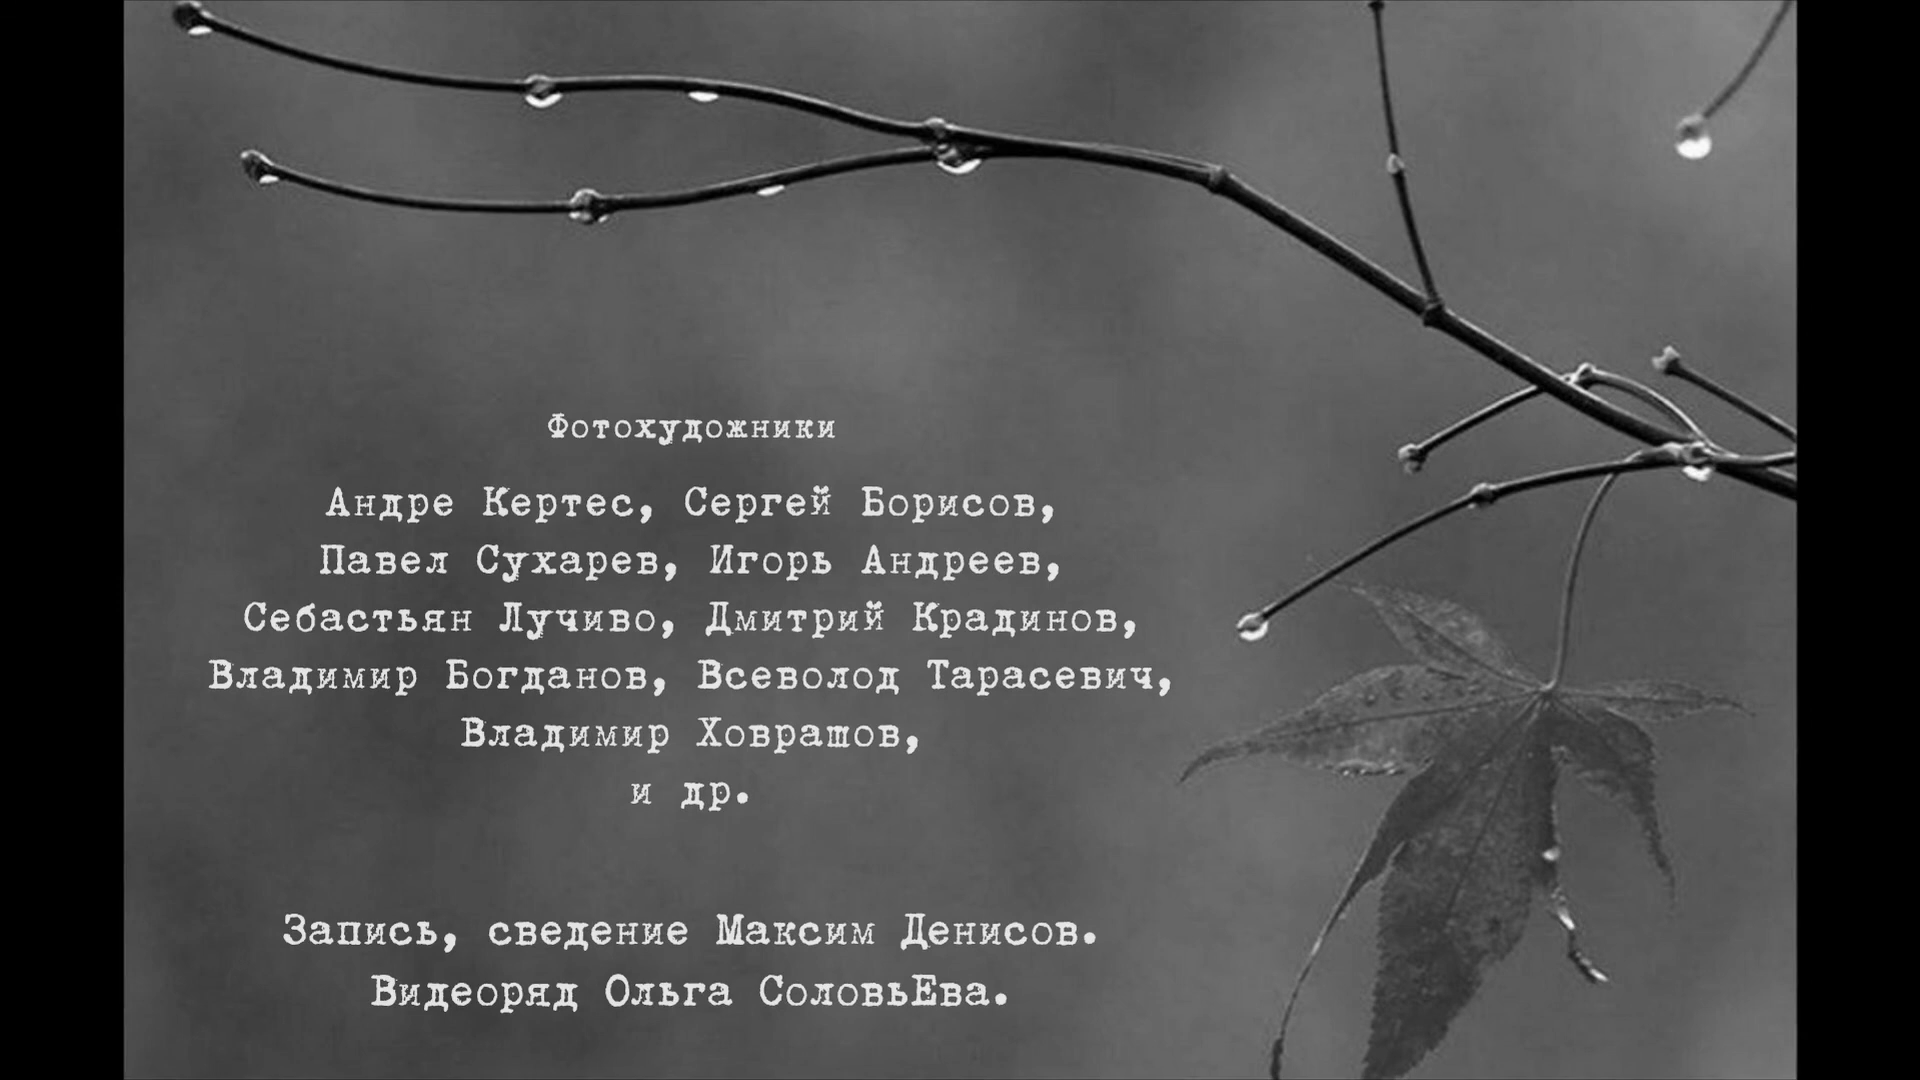 Фотохудожники
Андре Кертес, Сергей Борисов,
Павел Сухарев, Игорь Андреев,
Себастьян Лучиво, Дмитрий Крадинов,
Владимир Богданов, Всеволод Тарасевич,
Владимир Ховрашов,
и др.
Запись, сведение Максим Денисов.
Видеоряд Ольга СоловьЕва.